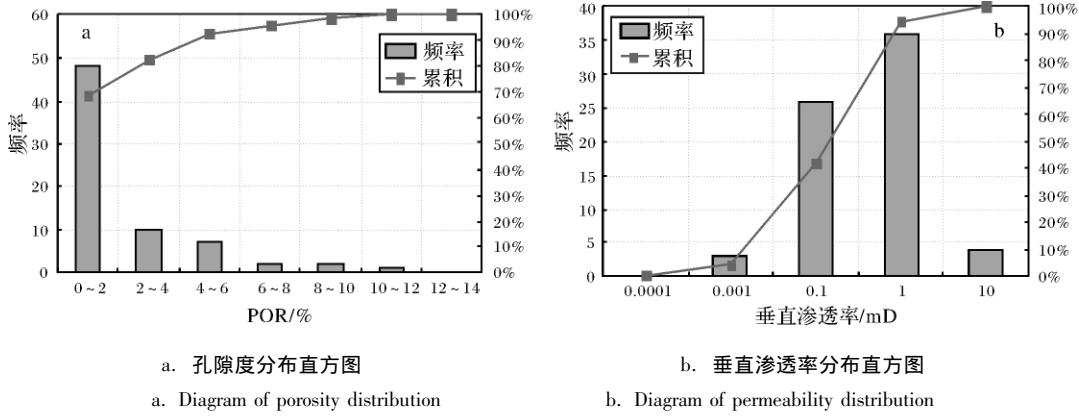 60
50
40
30
20
10
0
频率
a
频率
累积
100%
90%
80%
70%
60%
50%
40%
30%
20%
10%
0%
0~2 2~4 4~6 6~8 8~10 10~12 12~14
POR/%
40
35
30
25
20
15
10
5
0
频率
频率
累积
b
100%
90%
80%
70%
60%
50%
40%
30%
20%
10%
0%
0.0001 0.001 0.1 1 10
垂直渗透率/mD
a. 孔隙度分布直方图
a. Diagram of porosity distribution
b. 垂直渗透率分布直方图
b. Diagram of permeability distribution